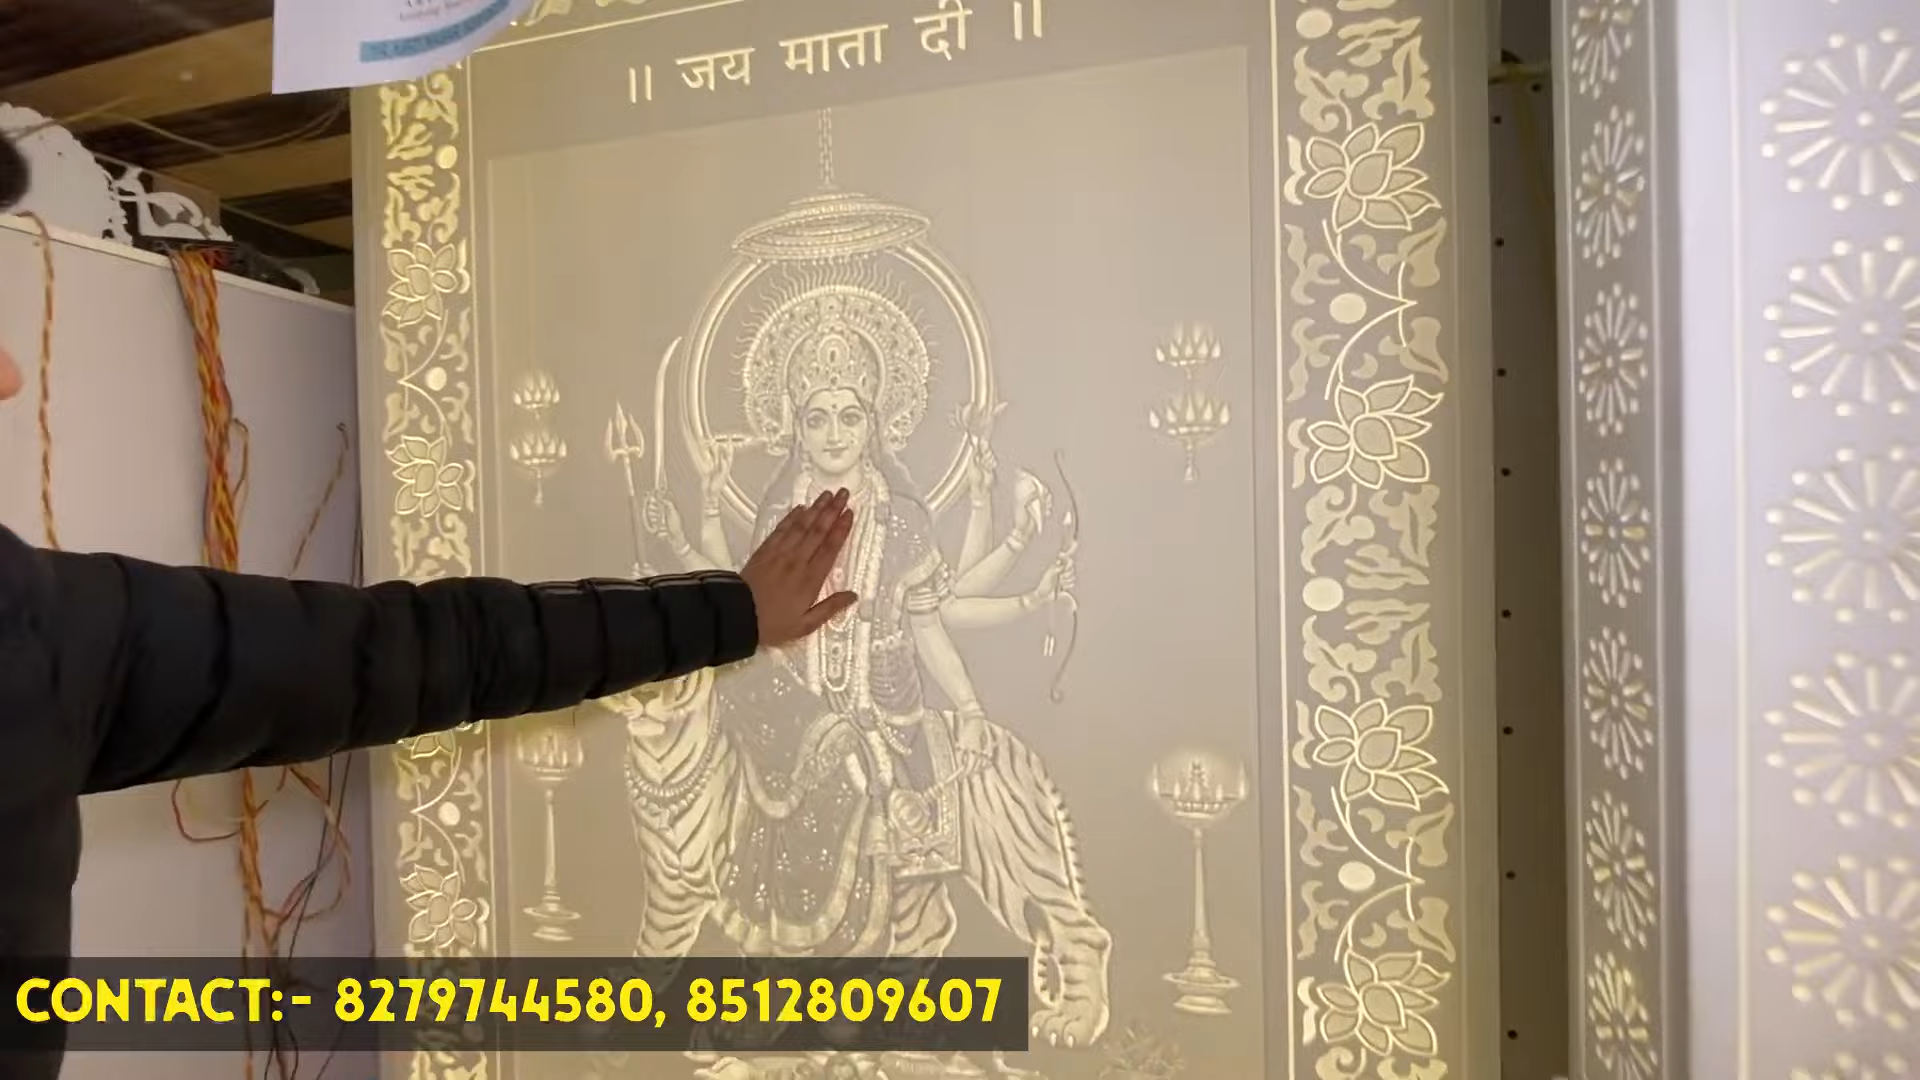 ॥ जय माता दी ॥
CONTACT:- 8279744580, 8512809607